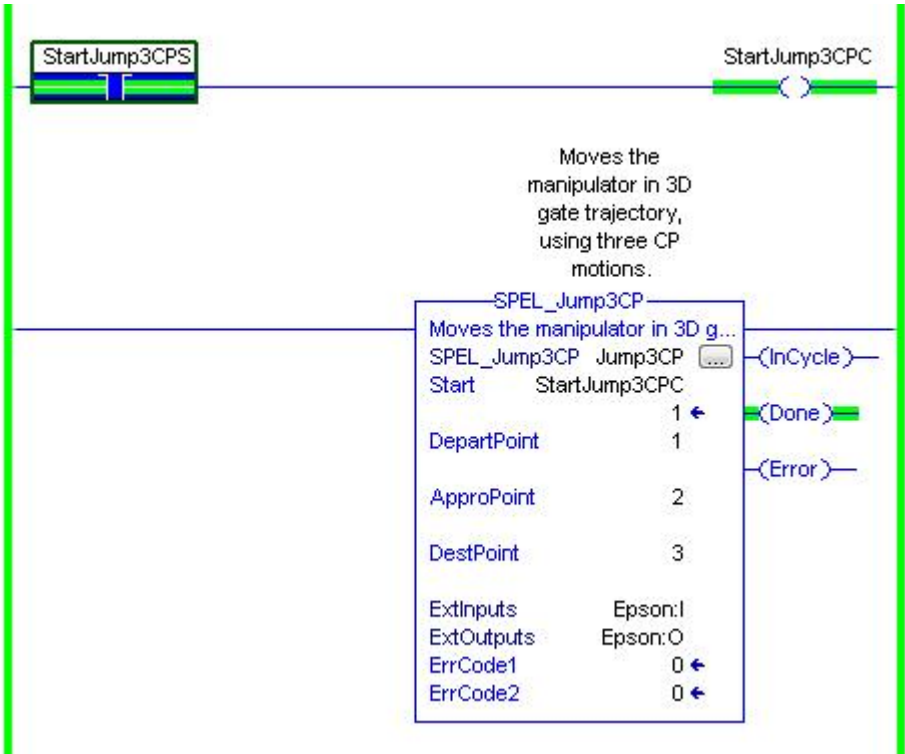 StartJump3CPS StartJump3CPC
Moves the
manipulator in 3D
gate trajectory,
using three CP
motions.
SPEL_Jump3CP
Moves the manipulator in 3D g...
SPEL_Jump3CP Jump3CP ... (InCycle)
Start StartJump3CPC
1 (Done)
DepartPoint 1
(Error)
ApproPoint 2
DestPoint 3
ExtInputs Epson:I
ExtOutputs Epson:O
ErrCode1 0
ErrCode2 0